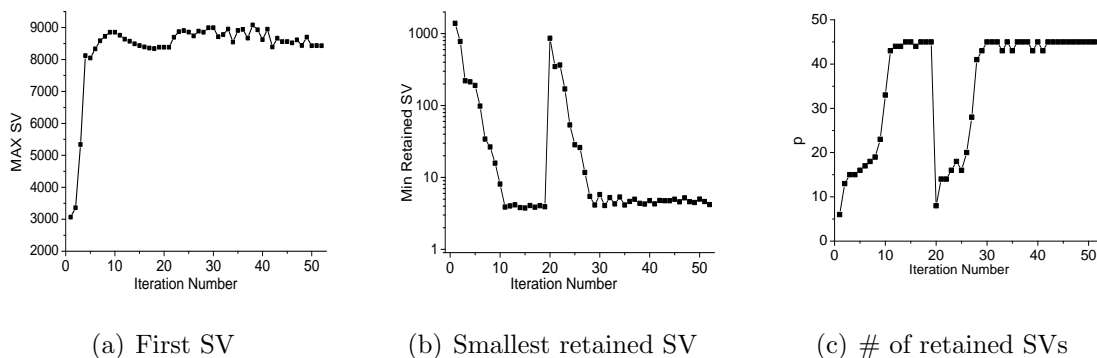 9000
8000
7000
6000
5000
4000
3000
2000
MAX SV
0 10 20 30 40 50
Iteration Number
(a) First SV
1000
100
10
1
Min Retained SV
0 10 20 30 40 50
Iteration Number
(b) Smallest retained SV
50
40
30
20
10
0
p
0 10 20 30 40 50
Iteration Number
(c) # of retained SVs